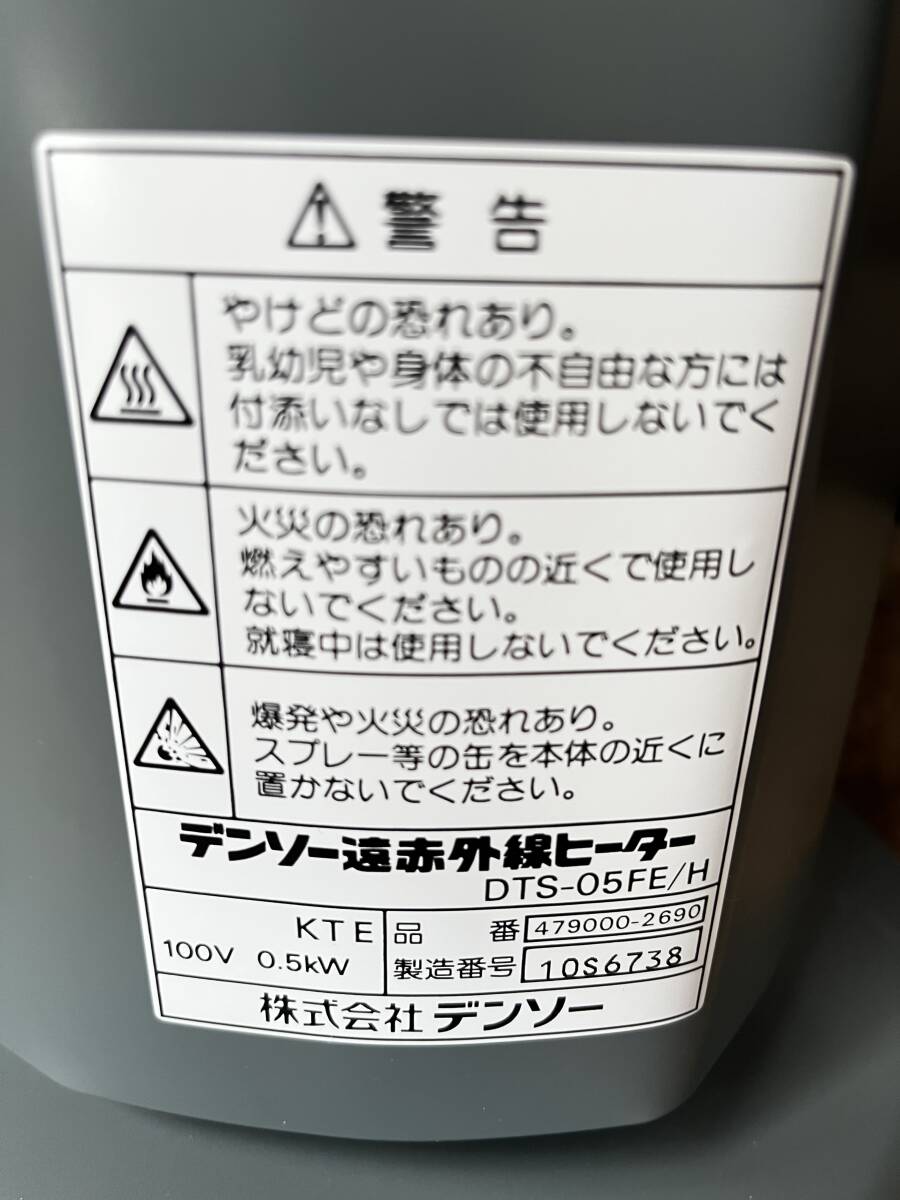 警告
やけどの恐れあり。
乳幼児や身体の不自由な方には
付添いなしでは使用しないでく
ださい。
火災の恐れあり。
燃えやすいものの近くで使用し
ないでください。
就寝中は使用しないでください。
爆発や火災の恐れあり。
スプレー等の缶を本体の近くに
置かないでください。
デンソー遠赤外線ヒーター
DTS-05FE/H
KTE
100V 0.5kW
品番 479000-2690
製造番号 10S6738
株式会社 デンソー